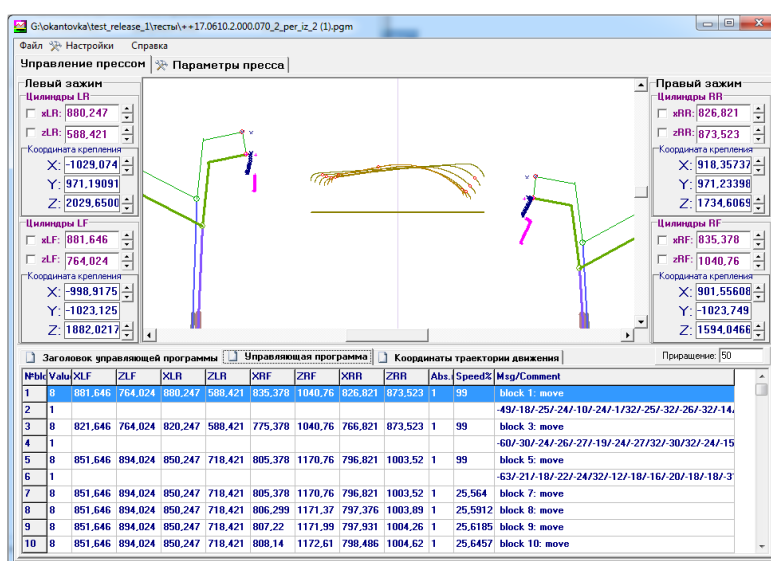 G:\okantovka\test_release_1\тесты\++17.0610.2.000.070_2_per_iz_2 (1).pgm
Файл Настройки Справка
Управление прессом Параметры пресса
Левый зажим
Цилиндры LR
xLR: 880,247
zLR: 588,421
Координата крепления
X: -1029,074
Y: 971,19091
Z: 2029,6500
Цилиндры LF
xLF: 881,646
zLF: 764,024
Координата крепления
X: -998,9175
Y: -1023,125
Z: 1882,0217
Правый зажим
Цилиндры RR
xRR: 826,821
zRR: 873,523
Координата крепления
X: 918,35737
Y: 971,23398
Z: 1734,6069
Цилиндры RF
xRF: 835,378
zRF: 1040,76
Координата крепления
X: 901,55608
Y: -1023,749
Z: 1594,0466
Заголовок управляющей программы Управляющая программа Координаты траектории движения Приращение: 50
N%blc Valu XLF ZLF XLR ZLR XRF ZRF XRR ZRR Abs. Speed% Msg/Comment
1 8 881,646 764,024 880,247 588,421 835,378 1040,76 826,821 873,523 1 99 block 1: move
2 1 -49/-18/-25/-24/-10/-24/-1/32/-25/-32/-26/-32/-14
3 8 821,646 764,024 820,247 588,421 775,378 1040,76 766,821 873,523 1 99 block 3: move
4 1 -60/-30/-24/-26/-27/-19/-24/-27/32/-30/32/-24/-15
5 8 851,646 894,024 850,247 718,421 805,378 1170,76 796,821 1003,52 1 99 block 5: move
6 1 -63/-21/-18/-22/-24/32/-12/-18/-16/-20/-18/-18/-3
7 8 851,646 894,024 850,247 718,421 805,378 1170,76 796,821 1003,52 1 25,564 block 7: move
8 8 851,646 894,024 850,247 718,421 806,299 1171,37 797,376 1003,89 1 25,5912 block 8: move
9 8 851,646 894,024 850,247 718,421 807,22 1171,99 797,931 1004,26 1 25,6185 block 9: move
10 8 851,646 894,024 850,247 718,421 808,14 1172,61 798,486 1004,62 1 25,6457 block 10: move